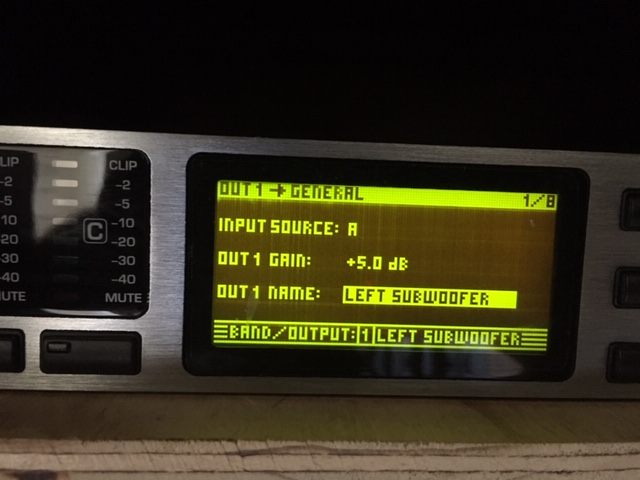 LIP
-2
-5
10
20
30
40
MUTE
CLIP
-2
-5
-10
-20
-30
-40
MUTE
C
OUT 1 → GENERAL 1/8
INPUT SOURCE: A
OUT 1 GAIN: +5.0 dB
OUT 1 NAME: LEFT SUBWOOFER
BAND/OUTPUT:1 LEFT SUBWOOFER